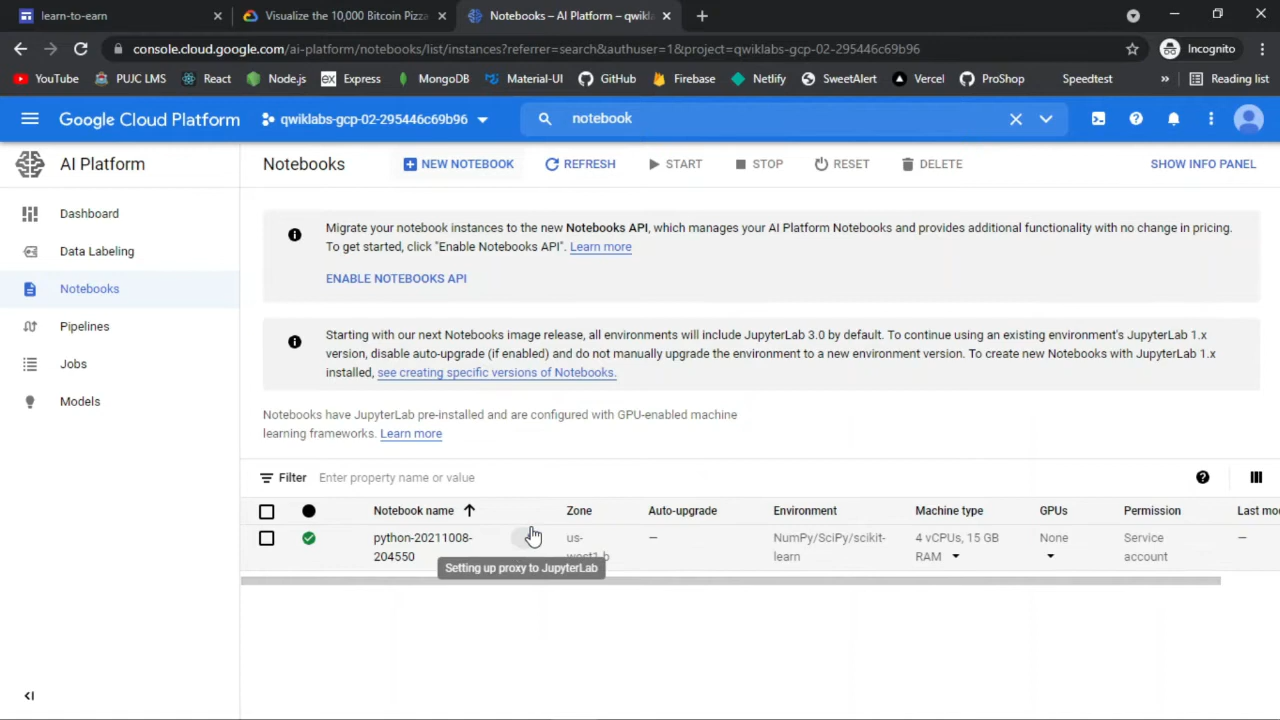 learn-to-earn
Visualize the 10,000 Bitcoin Pizza
Notebooks – AI Platform – qwikla
console.cloud.google.com/ai-platform/notebooks/list/instances?referrer=search&authuser=1&project=qwiklabs-gcp-02-295446c69b96
Incognito
YouTube PUJC LMS React Node.js Express MongoDB Material-UI GitHub Firebase Netlify SweetAlert Vercel ProShop Speedtest » Reading list
Google Cloud Platform
qwiklabs-gcp-02-295446c69b96
notebook
AI Platform
Notebooks
NEW NOTEBOOK REFRESH START STOP RESET DELETE SHOW INFO PANEL
Dashboard
Data Labeling
Notebooks
Pipelines
Jobs
Models
Migrate your notebook instances to the new Notebooks API, which manages your AI Platform Notebooks and provides additional functionality with no change in pricing.
To get started, click "Enable Notebooks API". Learn more
ENABLE NOTEBOOKS API
Starting with our next Notebooks image release, all environments will include JupyterLab 3.0 by default. To continue using an existing environment's JupyterLab 1.x
version, disable auto-upgrade (if enabled) and do not manually upgrade the environment to a new environment version. To create new Notebooks with JupyterLab 1.x
installed, see creating specific versions of Notebooks.
Notebooks have JupyterLab pre-installed and are configured with GPU-enabled machine
learning frameworks. Learn more
Filter Enter property name or value
Notebook name Zone Auto-upgrade Environment Machine type GPUs Permission Last mo
python-20211008- us- — NumPy/SciPy/scikit- 4 vCPUs, 15 GB None Service —
204550 west1-b learn RAM account
Setting up proxy to JupyterLab